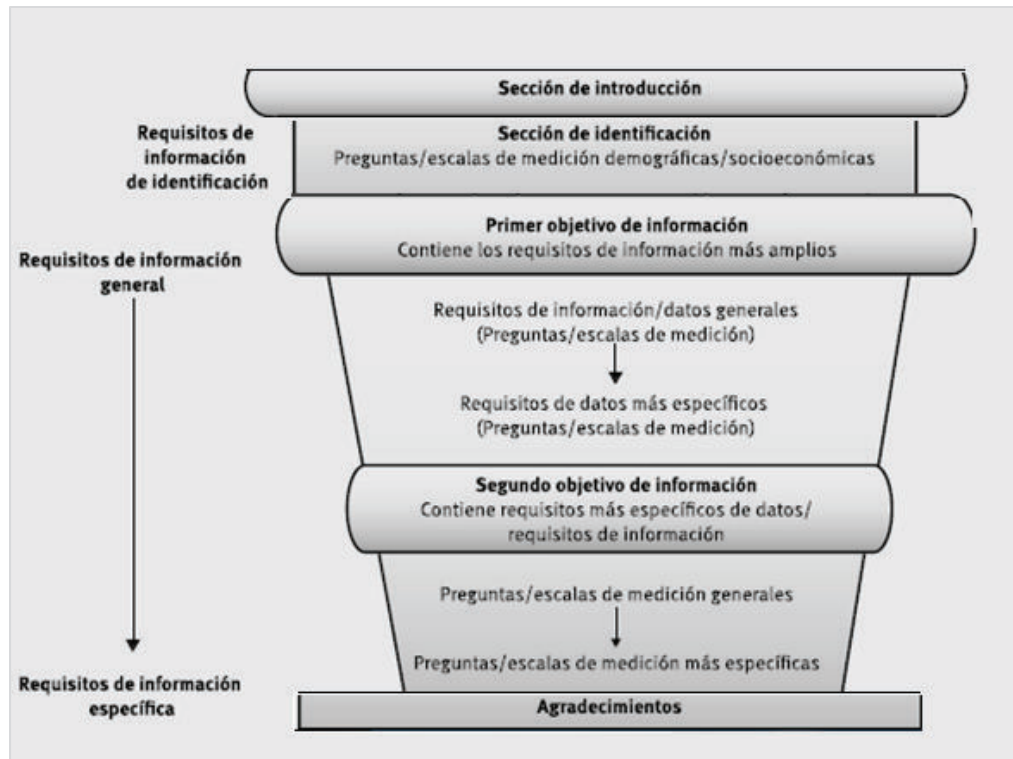 Sección de introducción
Requisitos de
información
de identificación
Sección de identificación
Preguntas/escalas de medición demográficas/socioeconómicas
Primer objetivo de información
Contiene los requisitos de información más amplios
Requisitos de información
general
Requisitos de información/datos generales
(Preguntas/escalas de medición)
Requisitos de datos más específicos
(Preguntas/escalas de medición)
Segundo objetivo de información
Contiene requisitos más específicos de datos/
requisitos de información
Preguntas/escalas de medición generales
Preguntas/escalas de medición más específicas
Requisitos de información
específica
Agradecimientos